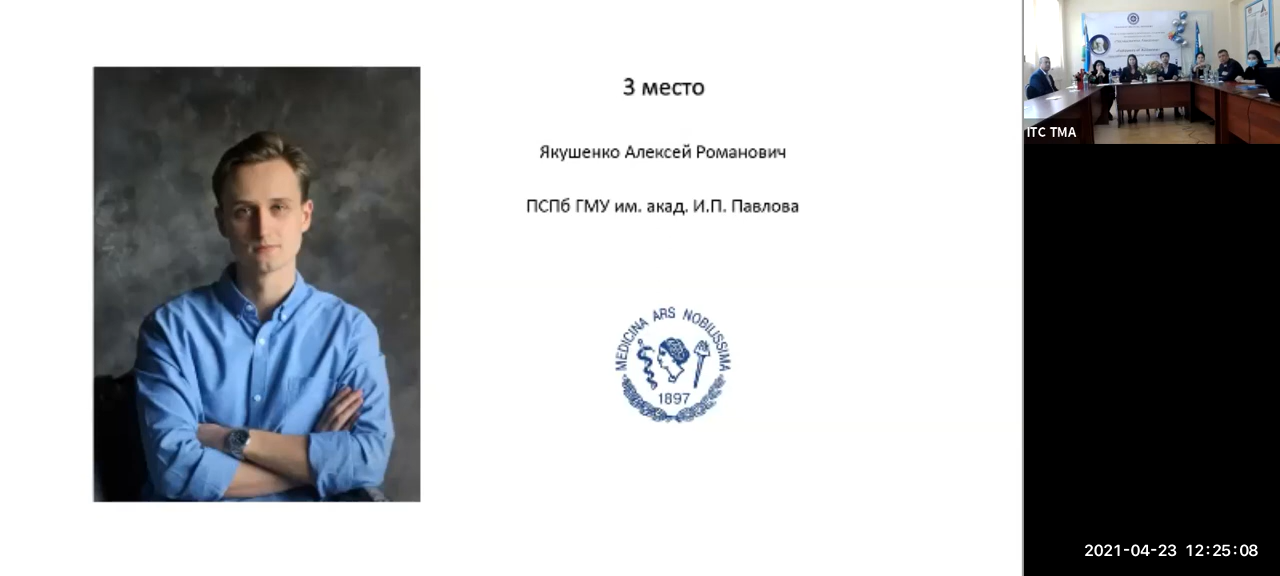 3 место
Якушенко Алексей Романович
ПСПб ГМУ им. акад. И.П. Павлова
MEDICINA ARS NOBILISSIMA
1897
ITC TMA
2021-04-23 12:25:08